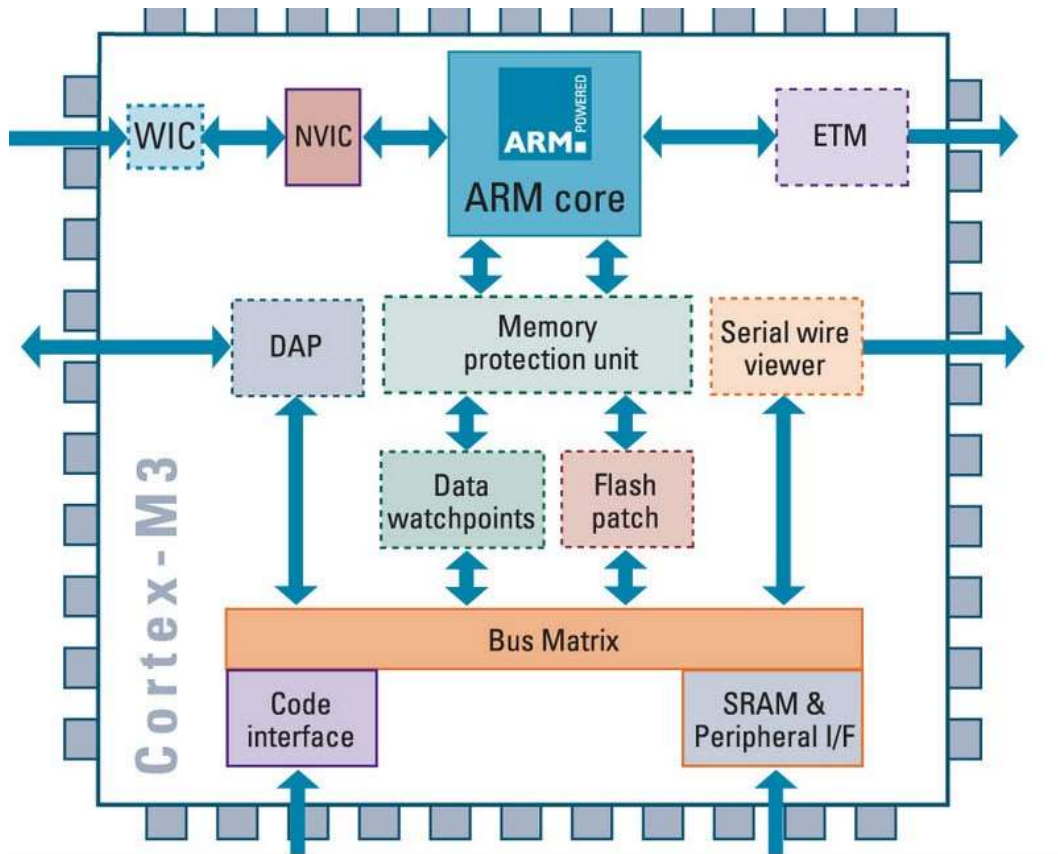 WIC
NVIC
ARM
POWERED
ARM core
ETM
DAP
Memory
protection unit
Serial wire
viewer
Data
watchpoints
Flash
patch
Cortex-M3
Bus Matrix
Code
interface
SRAM &
Peripheral I/F